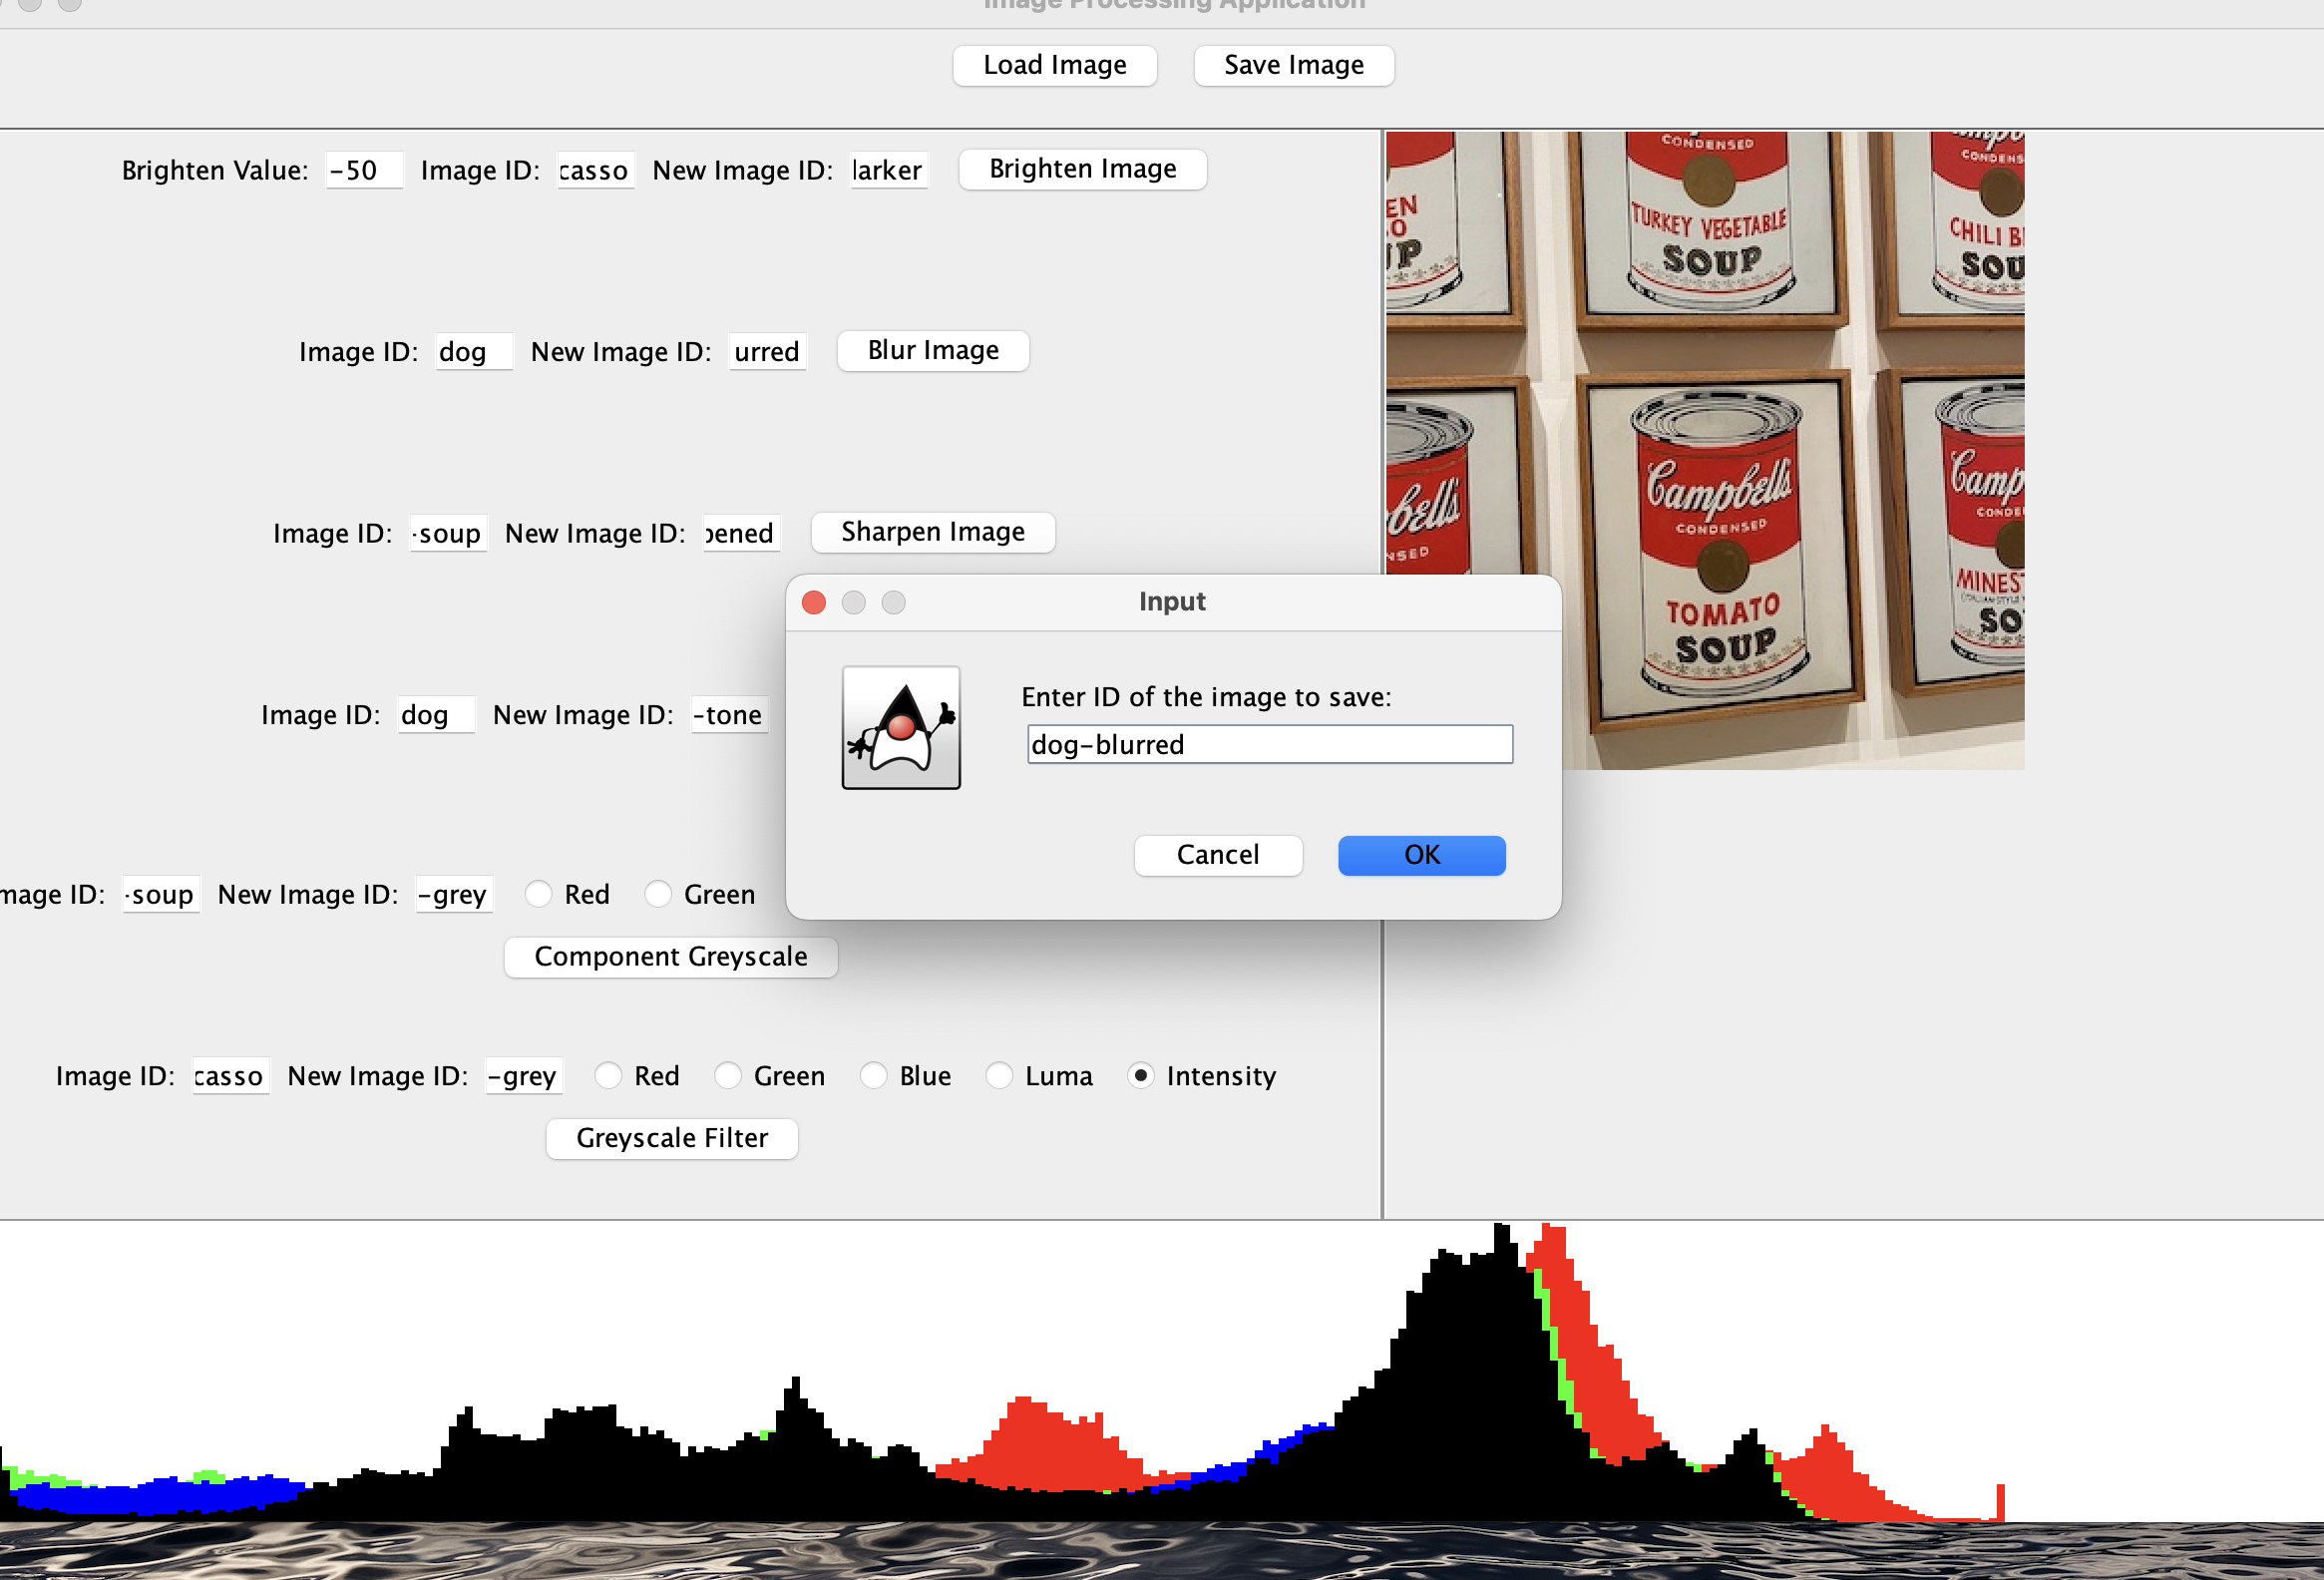 Image Processing Application
Load Image Save Image
Brighten Value: -50 Image ID: casso New Image ID: larker Brighten Image
Image ID: dog New Image ID: urred Blur Image
Image ID: -soup New Image ID: pened Sharpen Image
Input
Enter ID of the image to save:
dog-blurred
Cancel OK
Image ID: dog New Image ID: -tone
mage ID: -soup New Image ID: -grey Red Green
Component Greyscale
Image ID: casso New Image ID: -grey Red Green Blue Luma Intensity
Greyscale Filter
CONDENSED
CONDENS
EN
SO
UP
TURKEY VEGETABLE
SOUP
CHILI B
SOU
bell's
NSED
Campbell's
CONDENSED
TOMATO
SOUP
Camp
CONDE
MINEST
SO